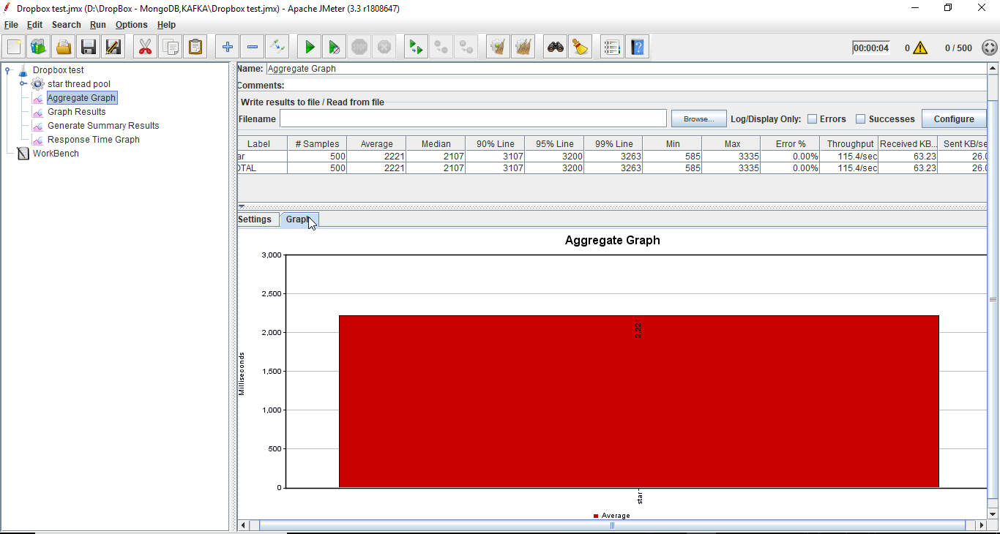 Dropbox test.jmx (D:\DropBox - MongoDB,KAFKA\Dropbox test.jmx) - Apache JMeter (3.3 r1808647)
File Edit Search Run Options Help
00:00:04 0 0 / 500
Dropbox test
star thread pool
Aggregate Graph
Graph Results
Generate Summary Results
Response Time Graph
WorkBench
Name: Aggregate Graph
Comments:
Write results to file / Read from file
Filename Browse... Log/Display Only: Errors Successes Configure
Label # Samples Average Median 90% Line 95% Line 99% Line Min Max Error % Throughput Received KB... Sent KB/se
ar 500 2221 2107 3107 3200 3263 585 3335 0.00% 115.4/sec 63.23 26.0
OTAL 500 2221 2107 3107 3200 3263 585 3335 0.00% 115.4/sec 63.23 26.0
Settings Graph
Aggregate Graph
3,000
2,500
2,000
1,500
1,000
500
0
Milliseconds
2,221
star
Average